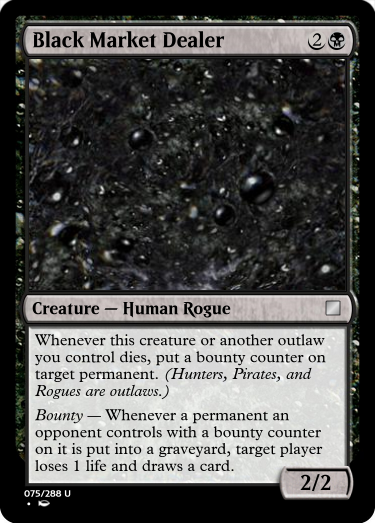 Black Market Dealer 2
Creature — Human Rogue
Whenever this creature or another outlaw
you control dies, put a bounty counter on
target permanent. (Hunters, Pirates, and
Rogues are outlaws.)
Bounty — Whenever a permanent an
opponent controls with a bounty counter
on it is put into a graveyard, target player
loses 1 life and draws a card.
2/2
075/288 U